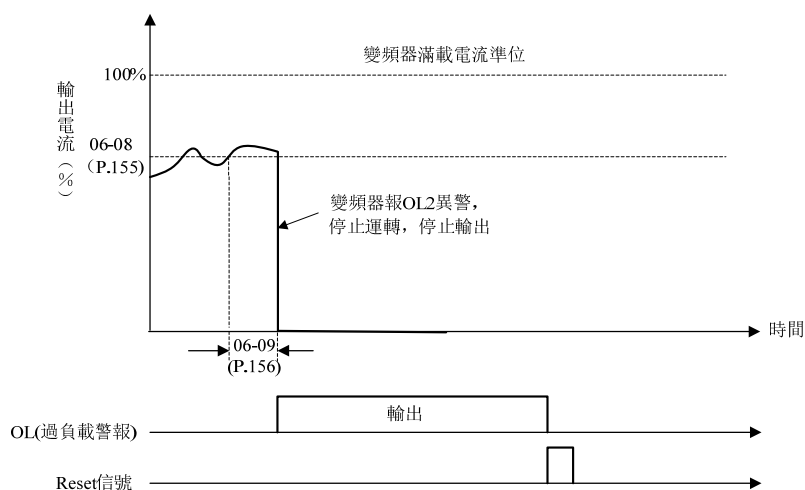 變頻器滿載電流準位
100%
輸出電流(%)
06-08
(P.155)
變頻器報OL2異警，
停止運轉，停止輸出
時間
06-09
(P.156)
輸出
OL(過負載警報)
Reset信號